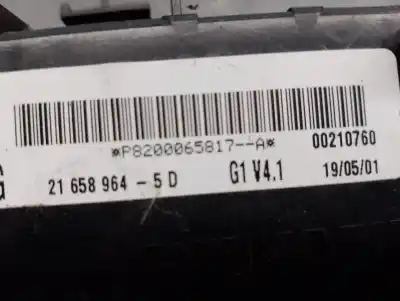 *P8200065817--A* 00210760
21 658 964 - 5 D G1 V4.1 19/05/01